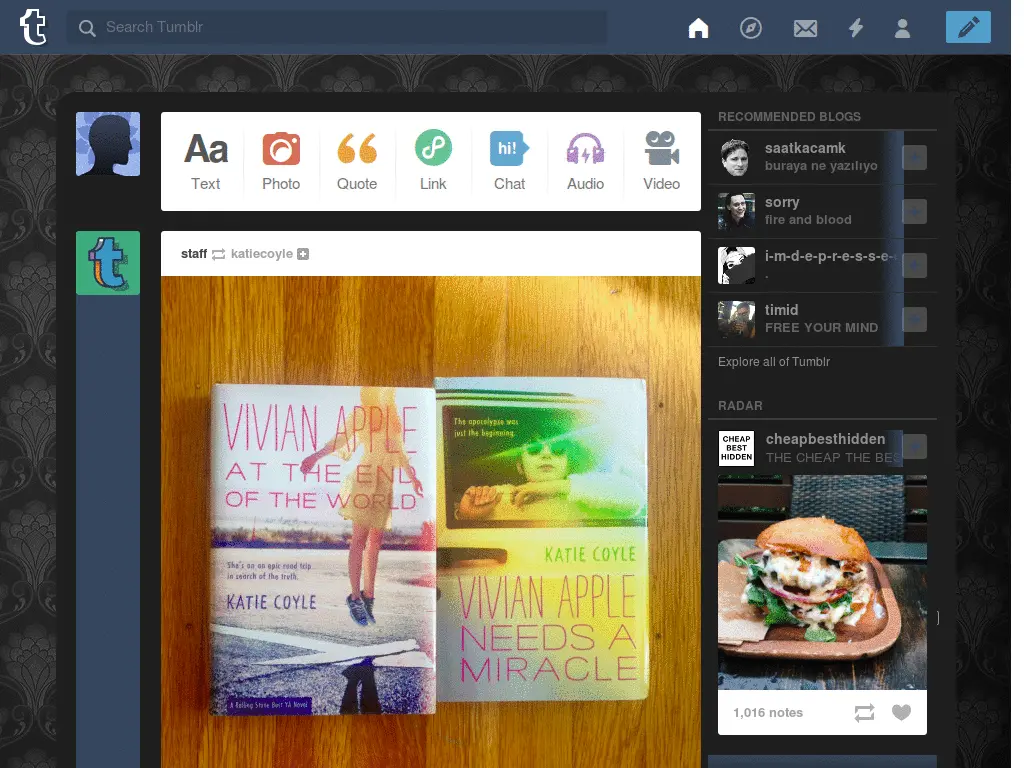 Search Tumblr
Aa
Text
Photo
Quote
Link
hi!
Chat
Audio
Video
staff katiecoyle
VIVIAN APPLE
AT THE END
OF THE WORLD
She's on an epic road trip
in search of the truth.
KATIE COYLE
A Rolling Stone Best YA Novel
The apocalypse was
just the beginning.
KATIE COYLE
VIVIAN APPLE
NEEDS A
MIRACLE
RECOMMENDED BLOGS
saatkacamk
buraya ne yazılıyo
sorry
fire and blood
i-m-d-e-p-r-e-s-s-e-
.
timid
FREE YOUR MIND
Explore all of Tumblr
RADAR
CHEAP
BEST
HIDDEN
cheapbesthidden
THE CHEAP THE BES
1,016 notes